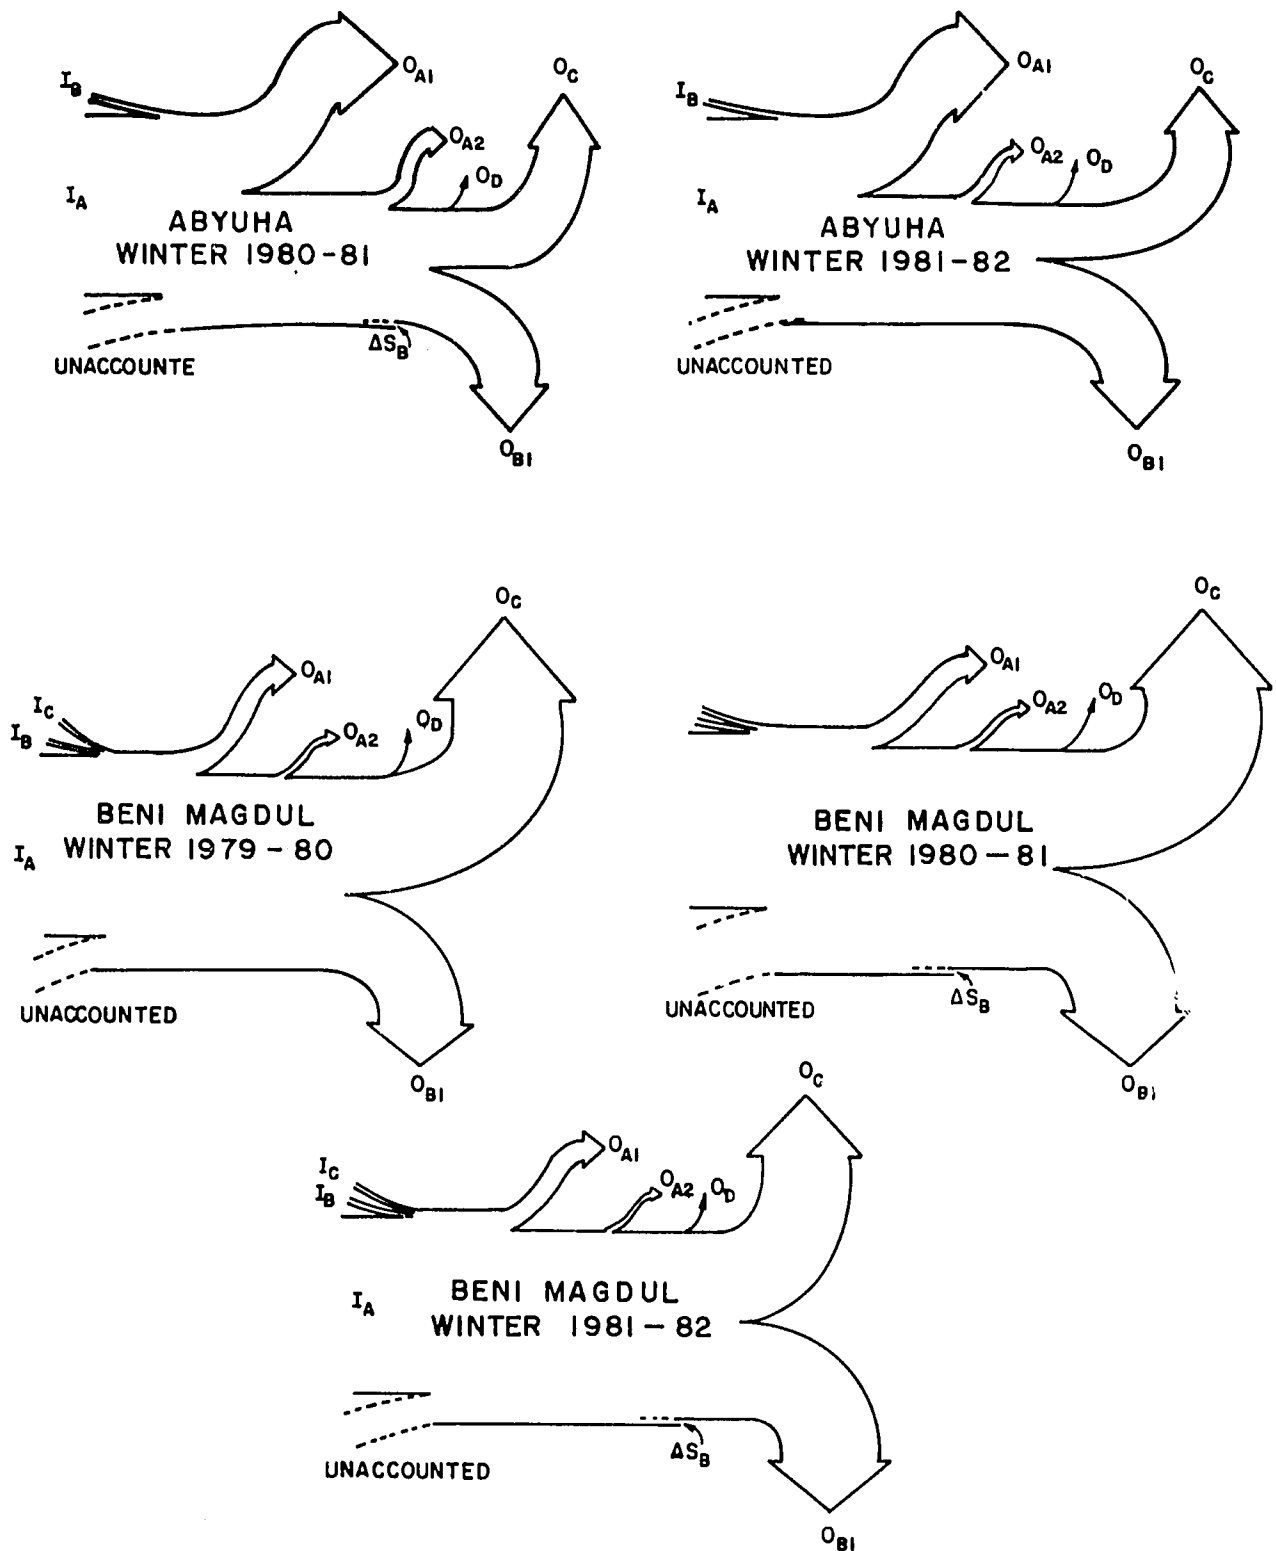 I_B
O_A1
O_C
O_A2
O_D
I_A
ABYUHA
WINTER 1980-81
ΔS_B
UNACCOUNTE
O_B1
I_B
O_A1
O_C
O_A2
O_D
I_A
ABYUHA
WINTER 1981-82
UNACCOUNTED
O_B1
O_C
O_A1
I_C
I_B
O_A2
O_D
BENI MAGDUL
WINTER 1979-80
I_A
UNACCOUNTED
O_B1
O_C
O_A1
O_A2
O_D
BENI MAGDUL
WINTER 1980-81
ΔS_B
UNACCOUNTED
O_B1
O_C
O_A1
I_C
I_B
O_A2
O_D
I_A
BENI MAGDUL
WINTER 1981-82
ΔS_B
UNACCOUNTED
O_B1